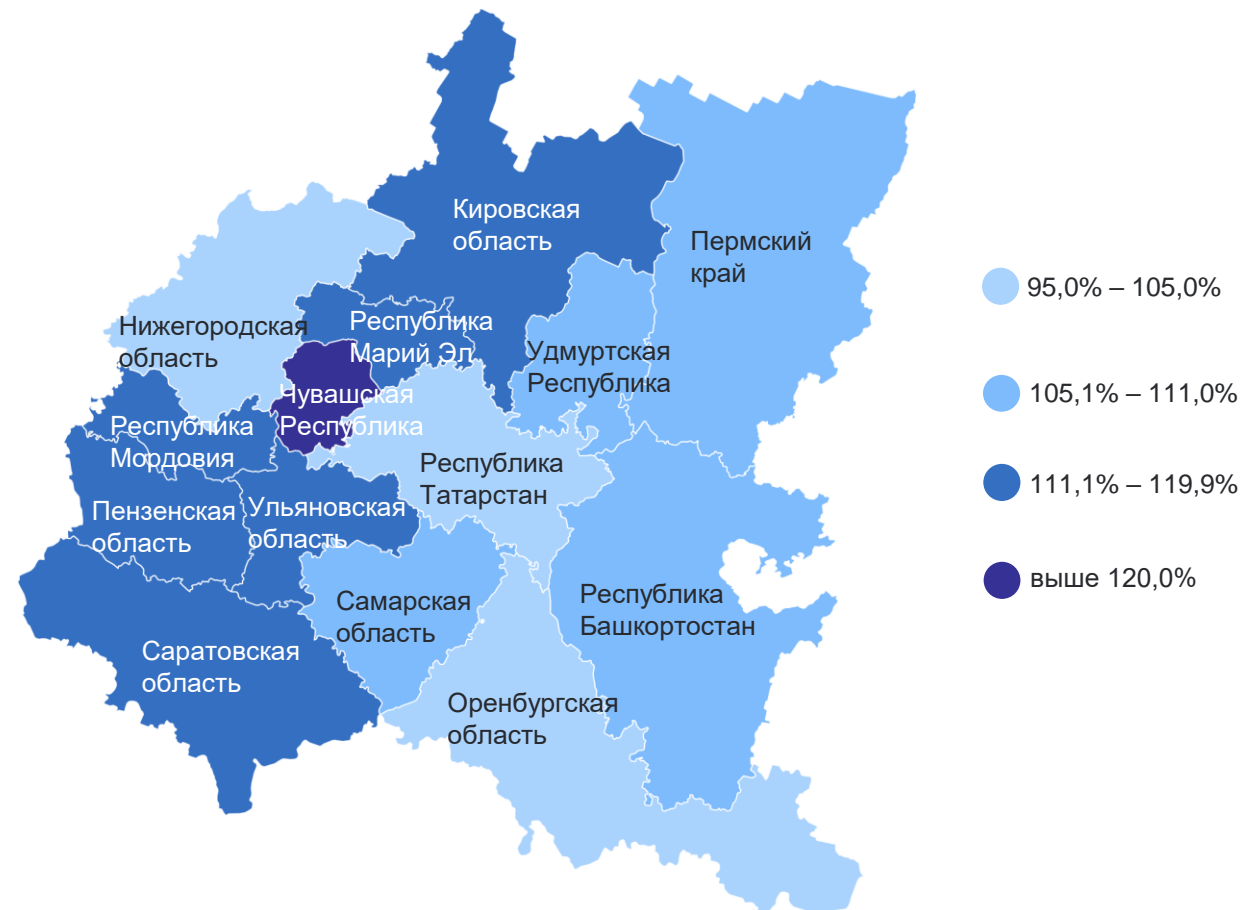 Кировская
область
Пермский
край
Нижегородская
область
Республика
Марий Эл
Удмуртская
Республика
Чувашская
Республика
Республика
Мордовия
Республика
Татарстан
Пензенская
область
Ульяновская
область
Самарская
область
Республика
Башкортостан
Саратовская
область
Оренбургская
область
95,0% – 105,0%
105,1% – 111,0%
111,1% – 119,9%
выше 120,0%